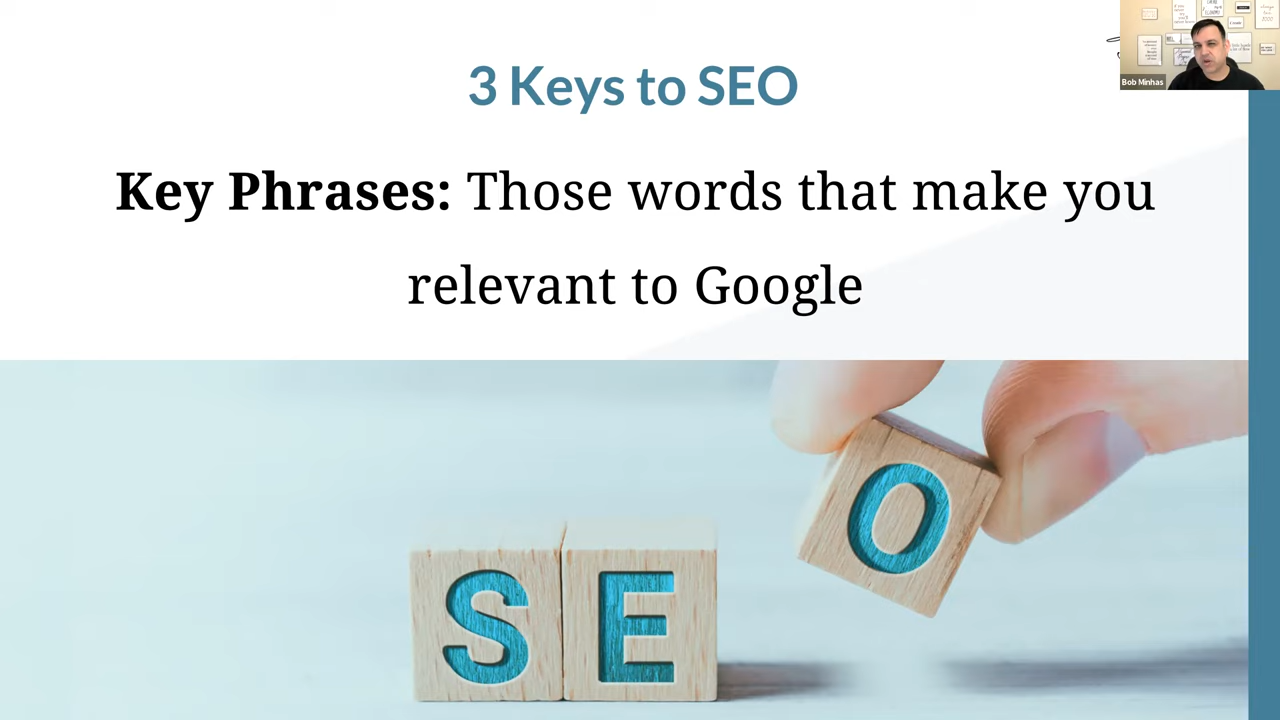 3 Keys to SEO
Key Phrases: Those words that make you
relevant to Google
Bob Minhas
S E O